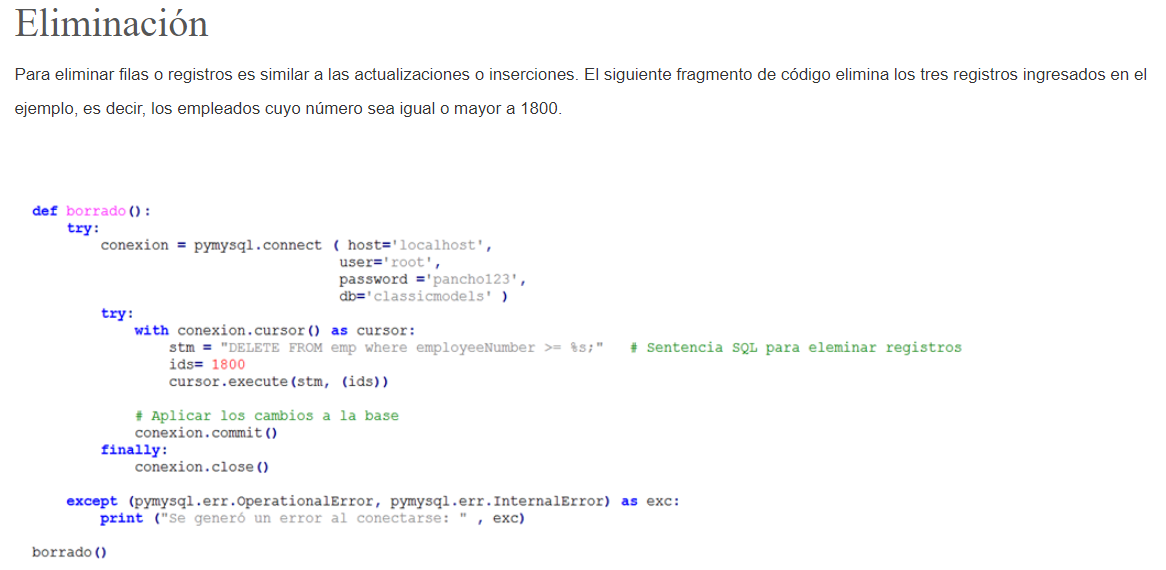 Eliminación
Para eliminar filas o registros es similar a las actualizaciones o inserciones. El siguiente fragmento de código elimina los tres registros ingresados en el
ejemplo, es decir, los empleados cuyo número sea igual o mayor a 1800.
def borrado():
    try:
        conexion = pymysql.connect ( host='localhost',
                                    user='root',
                                    password ='pancho123',
                                    db='classicmodels' )
        try:
            with conexion.cursor() as cursor:
                stm = "DELETE FROM emp where employeeNumber >= %s;"   # Sentencia SQL para eleminar registros
                ids= 1800
                cursor.execute(stm, (ids))
            # Aplicar los cambios a la base
            conexion.commit()
        finally:
            conexion.close()
    except (pymysql.err.OperationalError, pymysql.err.InternalError) as exc:
        print ("Se generó un error al conectarse: " , exc)
borrado()